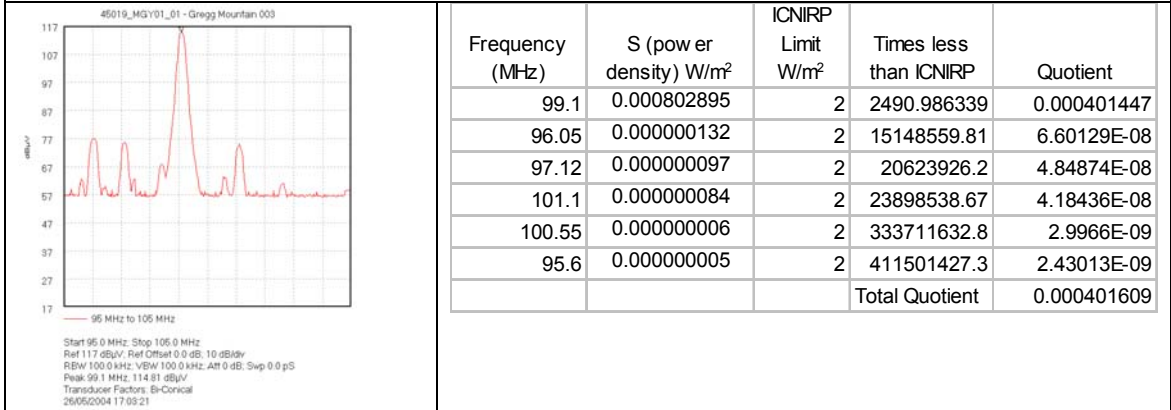 45019_MGY01_01 - Gregg Mountain 003
117
107
97
87
77
67
57
47
37
27
17
dBµV
95 MHz to 105 MHz
Start 95.0 MHz; Stop 105.0 MHz
Ref 117 dBµV; Ref Offset 0.0 dB; 10 dB/div
RBW 100.0 kHz; VBW 100.0 kHz; Att 0 dB; Swp 0.0 pS
Peak 99.1 MHz, 114.81 dBµV
Transducer Factors: Bi-Conical
26/05/2004 17:03:21
Frequency (MHz) S (pow er density) W/m² ICNIRP Limit W/m² Times less than ICNIRP Quotient
99.1 0.000802895 2 2490.986339 0.000401447
96.05 0.000000132 2 15148559.81 6.60129E-08
97.12 0.000000097 2 20623926.2 4.84874E-08
101.1 0.000000084 2 23898538.67 4.18436E-08
100.55 0.000000006 2 333711632.8 2.9966E-09
95.6 0.000000005 2 411501427.3 2.43013E-09
Total Quotient 0.000401609